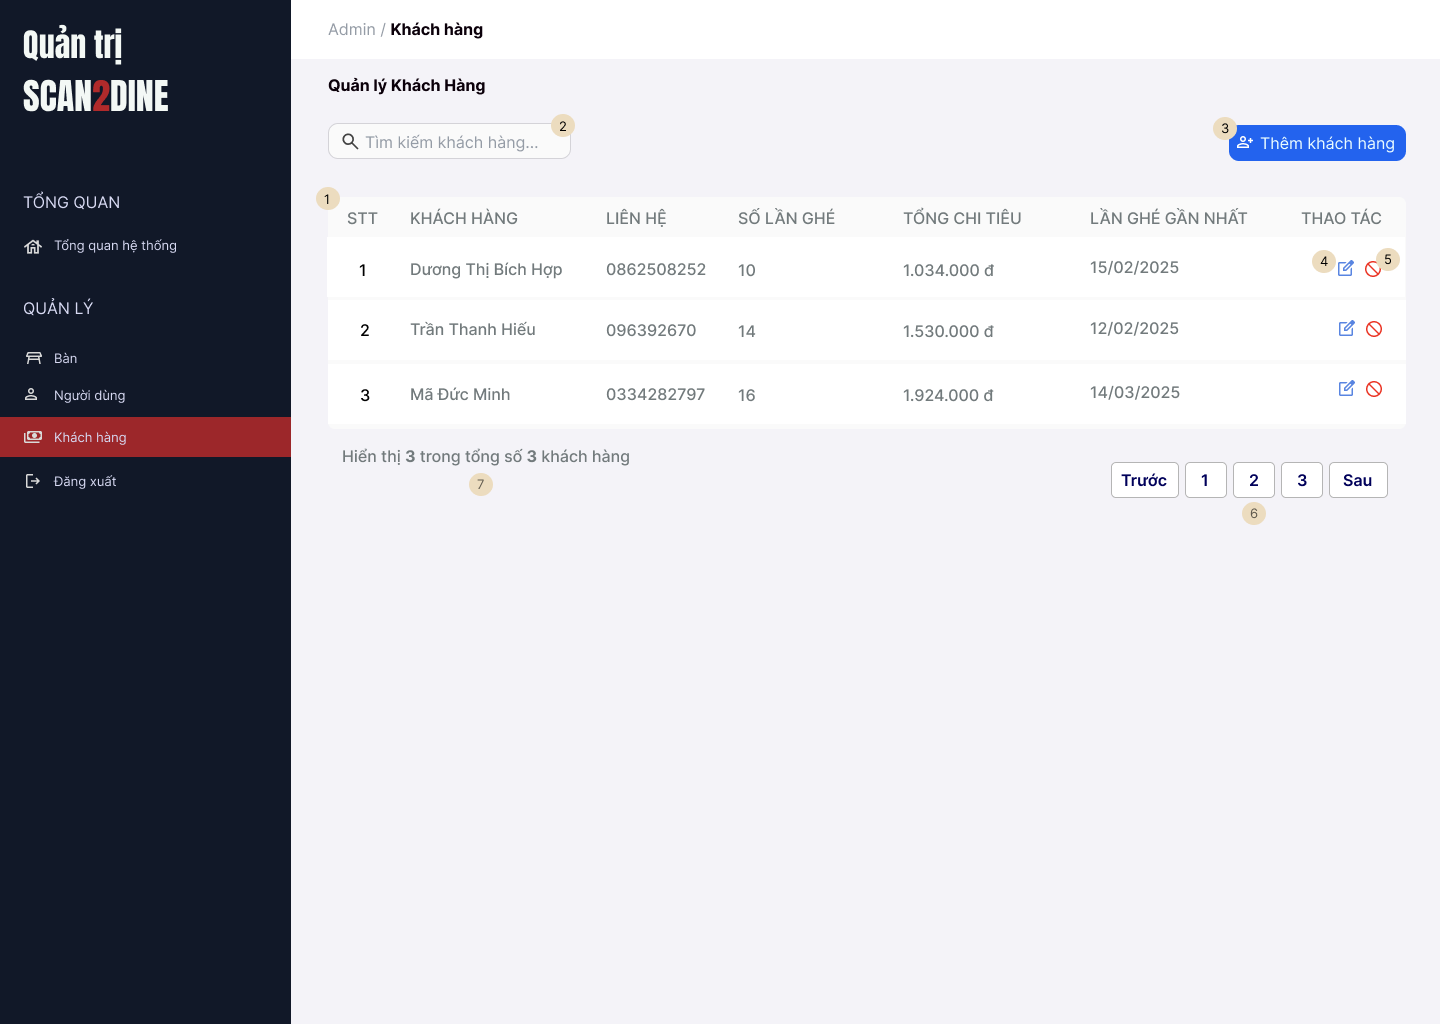 Quản trị
SCAN2DINE
TỔNG QUAN
Tổng quan hệ thống
QUẢN LÝ
Bàn
Người dùng
Khách hàng
Đăng xuất
Admin / Khách hàng
Quản lý Khách Hàng
2
Tìm kiếm khách hàng...
3
Thêm khách hàng
1
STT KHÁCH HÀNG LIÊN HỆ SỐ LẦN GHÉ TỔNG CHI TIÊU LẦN GHÉ GẦN NHẤT THAO TÁC
1 Dương Thị Bích Hợp 0862508252 10 1.034.000 đ 15/02/2025 4 5
2 Trần Thanh Hiếu 096392670 14 1.530.000 đ 12/02/2025
3 Mã Đức Minh 0334282797 16 1.924.000 đ 14/03/2025
Hiển thị 3 trong tổng số 3 khách hàng
7
Trước 1 2 3 Sau
6